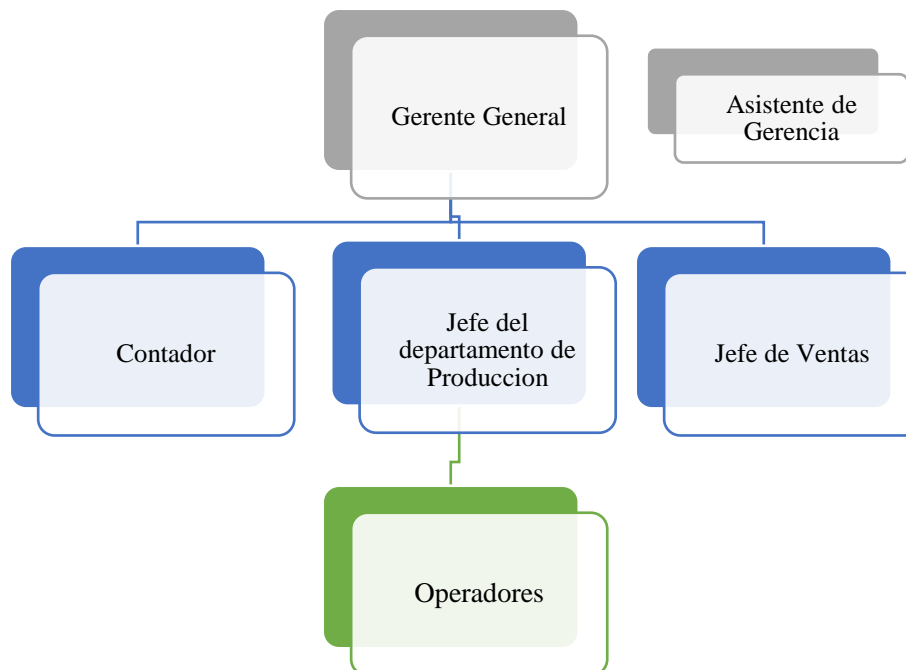 Gerente General
Asistente de
Gerencia
Contador
Jefe del
departamento de
Produccion
Jefe de Ventas
Operadores